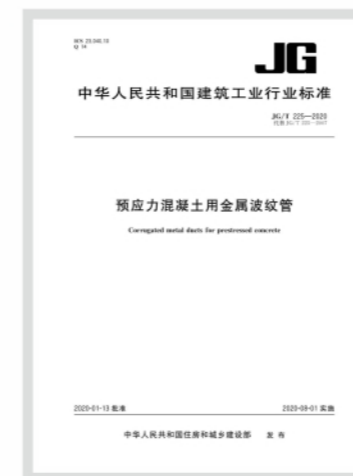 Q 14
JG
中华人民共和国建筑工业行业标准
JG/T 225—2020
预应力混凝土用金属波纹管
Corrugated metal ducts for prestressed concrete
2020-01-13 批准
2020-08-01 实施
中华人民共和国住房和城乡建设部 发 布